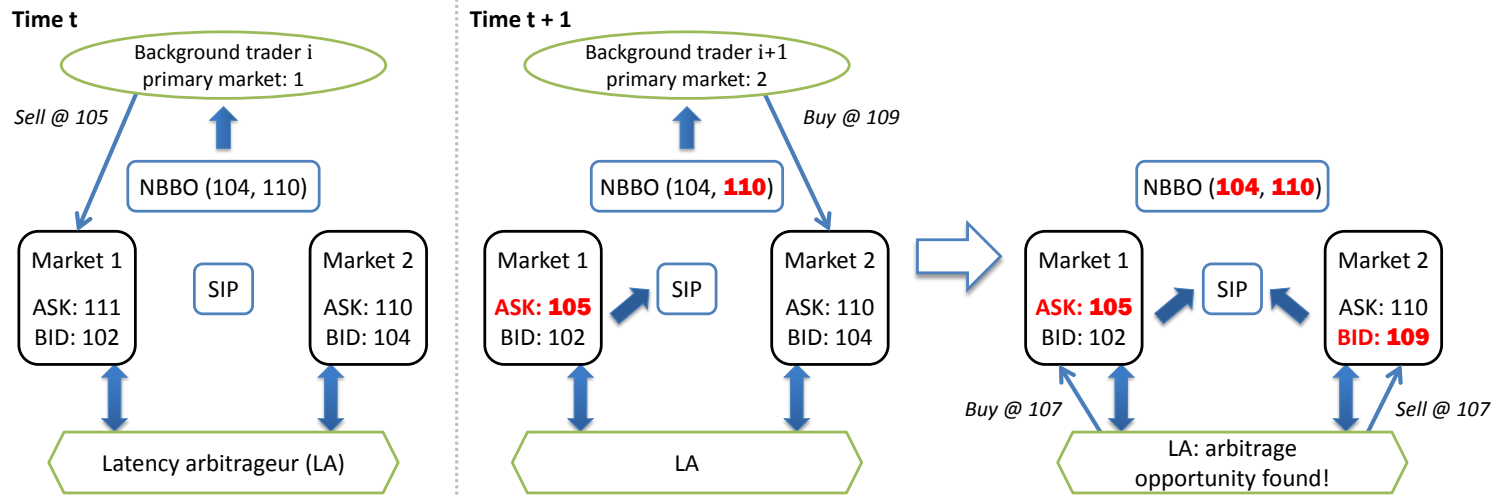 Time t
Background trader i
primary market: 1
Sell @ 105
NBBO (104, 110)
Market 1
ASK: 111
BID: 102
SIP
Market 2
ASK: 110
BID: 104
Latency arbitrageur (LA)
Time t + 1
Background trader i+1
primary market: 2
Buy @ 109
NBBO (104, 110)
Market 1
ASK: 105
BID: 102
SIP
Market 2
ASK: 110
BID: 104
LA
NBBO (104, 110)
Market 1
ASK: 105
BID: 102
SIP
Market 2
ASK: 110
BID: 109
Buy @ 107
Sell @ 107
LA: arbitrage
opportunity found!